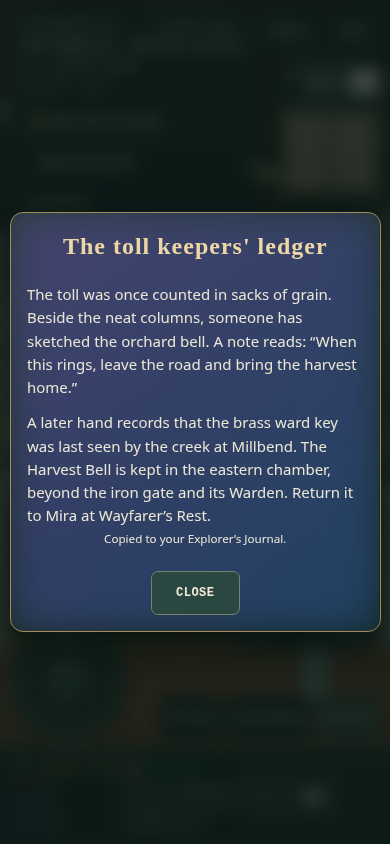 The toll keepers' ledger
The toll was once counted in sacks of grain.
Beside the neat columns, someone has
sketched the orchard bell. A note reads: “When
this rings, leave the road and bring the harvest
home.”
A later hand records that the brass ward key
was last seen by the creek at Millbend. The
Harvest Bell is kept in the eastern chamber,
beyond the iron gate and its Warden. Return it
to Mira at Wayfarer’s Rest.
Copied to your Explorer’s Journal.
CLOSE